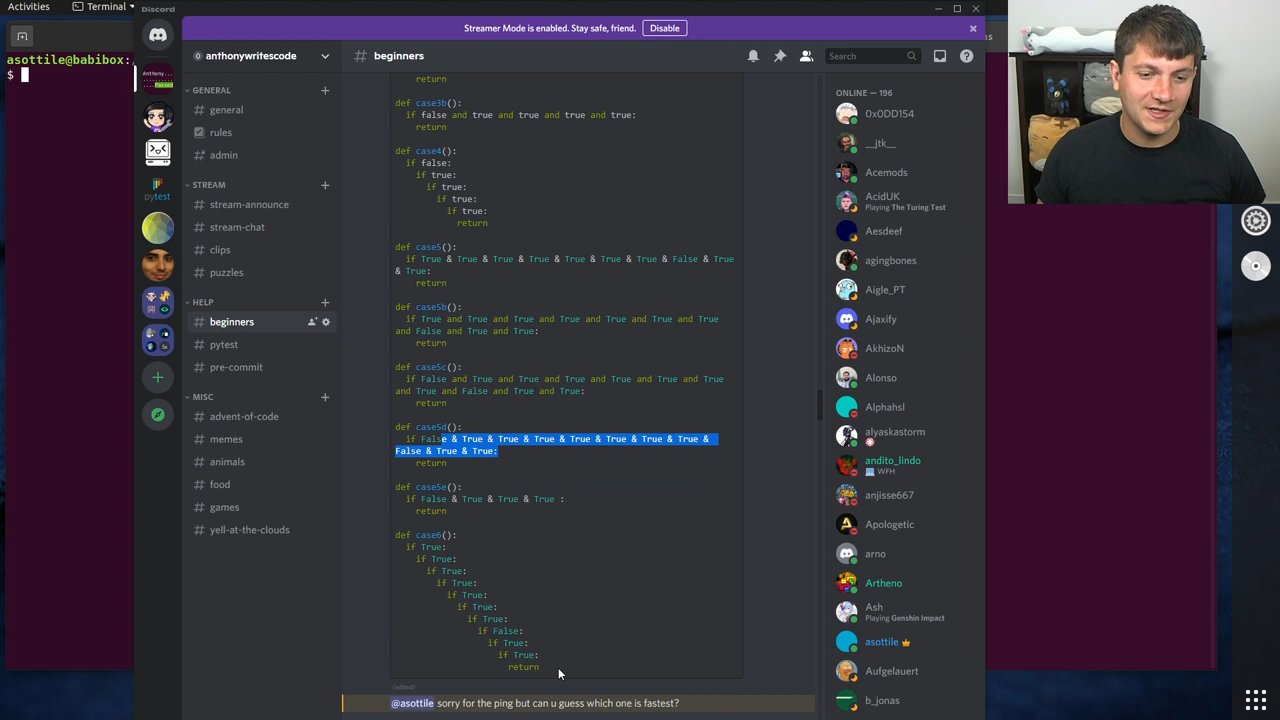 Activities
Terminal
Discord
Streamer Mode is enabled. Stay safe, friend.
Disable
asottile@babibox:
$
anthonywritescode
GENERAL
general
rules
admin
STREAM
stream-announce
stream-chat
clips
puzzles
HELP
beginners
pytest
pre-commit
MISC
advent-of-code
memes
animals
food
games
yell-at-the-clouds
pytest
beginners
Search
return
def case3b():
if false and true and true and true and true:
return
def case4():
if false:
if true:
if true:
if true:
if true:
return
def case5():
if True & True & True & True & True & True & True & False & True
& True:
return
def case5b():
if True and True and True and True and True and True and True
and False and True and True:
return
def case5c():
if False and True and True and True and True and True and True
and True and False and True and True:
return
def case5d():
if False & True & True & True & True & True & True & True &
False & True & True:
return
def case5e():
if False & True & True & True :
return
def case6():
if True:
if True:
if True:
if True:
if True:
if True:
if True:
if False:
if True:
if True:
return
(edited)
@asottile sorry for the ping but can u guess which one is fastest?
ONLINE — 196
0x0DD154
__jtk__
Acemods
AcidUK
Playing The Turing Test
Aesdeef
agingbones
Aigle_PT
Ajaxify
AkhizoN
Alonso
Alphahsl
alyaskastorm
andito_lindo
WFH
anjisse667
Apologetic
arno
Artheno
Ash
Playing Genshin Impact
asottile
Aufgelauert
b_jonas